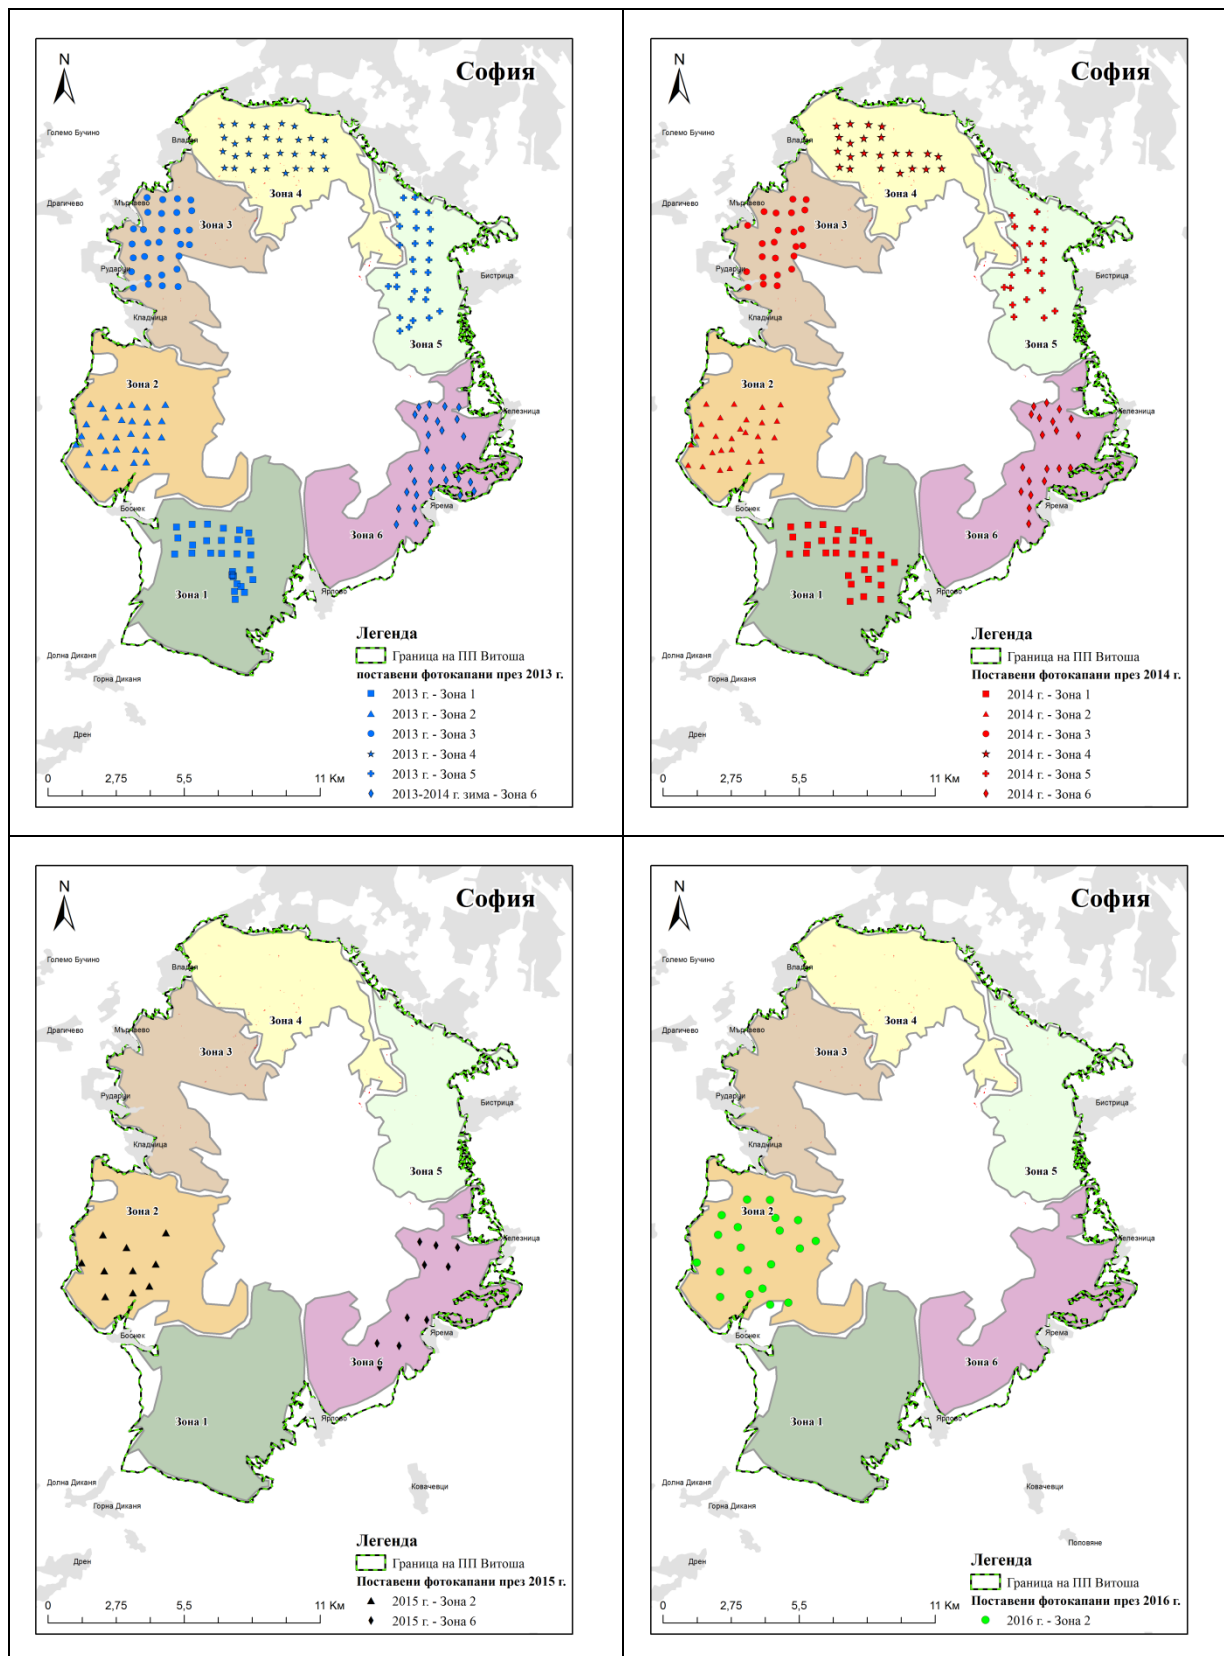 N
София
Големо Бучино
Владая
Зона 4
Драгичево
Мърчаево
Зона 3
Рударци
Бистрица
Кладница
Зона 5
Зона 2
Железница
Боснек
Ярема
Зона 6
Зона 1
Ярлово
Легенда
Граница на ПП Витоша
поставени фотокапани през 2013 г.
2013 г. - Зона 1
2013 г. - Зона 2
2013 г. - Зона 3
2013 г. - Зона 4
2013 г. - Зона 5
2013-2014 г. зима - Зона 6
Долна Диканя
Горна Диканя
Дрен
0 2,75 5,5 11 Км
N
София
Големо Бучино
Владая
Зона 4
Драгичево
Мърчаево
Зона 3
Рударци
Бистрица
Кладница
Зона 5
Зона 2
Железница
Боснек
Ярема
Зона 6
Зона 1
Ярлово
Легенда
Граница на ПП Витоша
Поставени фотокапани през 2014 г.
2014 г. - Зона 1
2014 г. - Зона 2
2014 г. - Зона 3
2014 г. - Зона 4
2014 г. - Зона 5
2014 г. - Зона 6
Долна Диканя
Горна Диканя
Дрен
0 2,75 5,5 11 Км
N
София
Големо Бучино
Владая
Зона 4
Драгичево
Мърчаево
Зона 3
Рударци
Бистрица
Кладница
Зона 5
Зона 2
Железница
Боснек
Ярема
Зона 6
Зона 1
Ярлово
Долна Диканя
Ковачевци
Горна Диканя
Дрен
Легенда
Граница на ПП Витоша
Поставени фотокапани през 2015 г.
2015 г. - Зона 2
2015 г. - Зона 6
0 2,75 5,5 11 Км
N
София
Големо Бучино
Владая
Зона 4
Драгичево
Мърчаево
Зона 3
Рударци
Бистрица
Кладница
Зона 5
Зона 2
Железница
Боснек
Ярема
Зона 6
Зона 1
Ярлово
Долна Диканя
Ковачевци
Горна Диканя
Поповяне
Дрен
Легенда
Граница на ПП Витоша
Поставени фотокапани през 2016 г.
2016 г. - Зона 2
0 2,75 5,5 11 Км